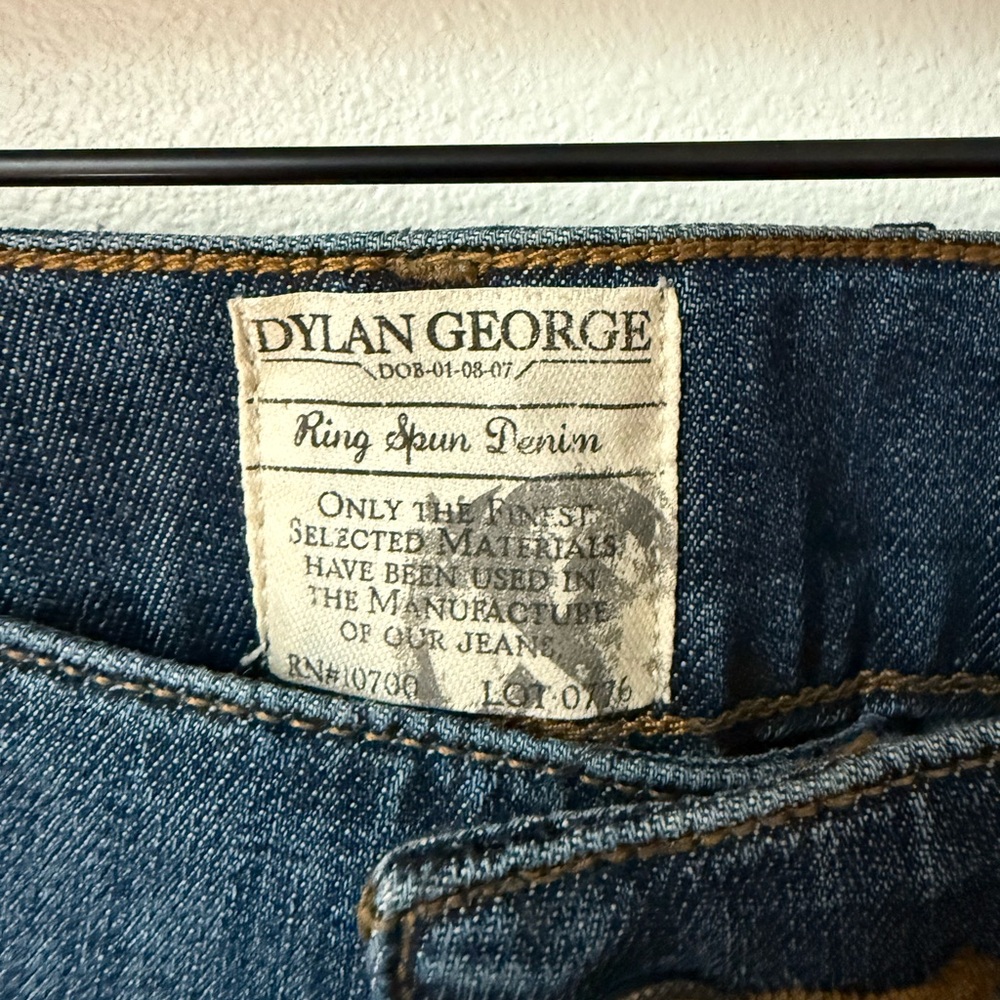 DYLAN GEORGE
DOB-01-08-07
Ring Spun Denim
ONLY THE FINEST
SELECTED MATERIALS
HAVE BEEN USED IN
THE MANUFACTURE
OF OUR JEANS.
RN#10700 LOT 0776